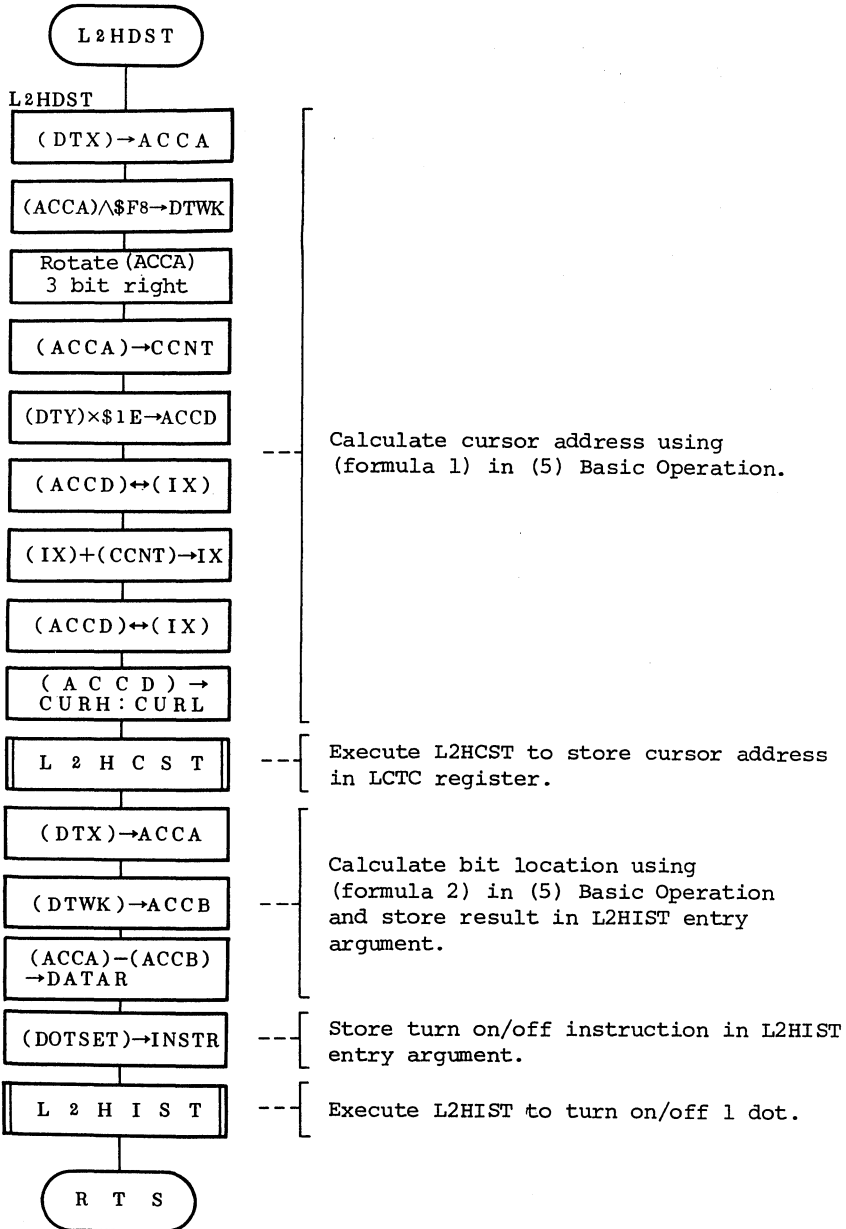 L2HDST
L2HDST
(DTX)→ACCA
(ACCA)∧$F8→DTWK
Rotate (ACCA)
3 bit right
(ACCA)→CCNT
(DTY)×$1E→ACCD
(ACCD)↔(IX)
(IX)+(CCNT)→IX
(ACCD)↔(IX)
(ACCD)→
CURH:CURL
Calculate cursor address using
(formula 1) in (5) Basic Operation.
L2HCST
Execute L2HCST to store cursor address
in LCTC register.
(DTX)→ACCA
(DTWK)→ACCB
(ACCA)-(ACCB)
→DATAR
Calculate bit location using
(formula 2) in (5) Basic Operation
and store result in L2HIST entry
argument.
(DOTSET)→INSTR
Store turn on/off instruction in L2HIST
entry argument.
L2HIST
Execute L2HIST to turn on/off 1 dot.
RTS